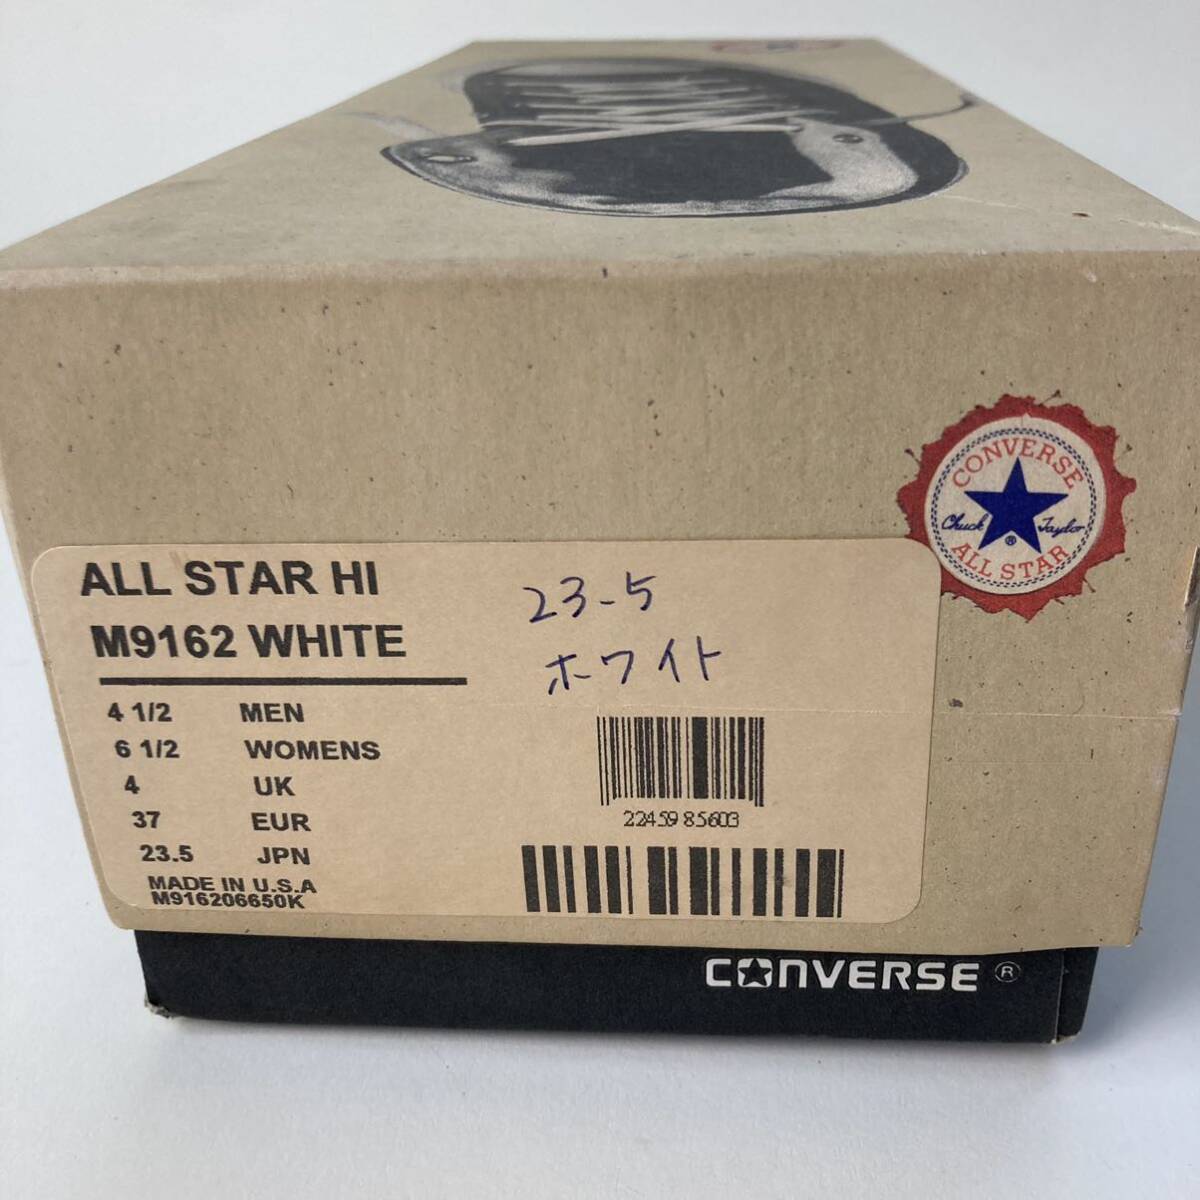 CONVERSE
Chuck Taylor
®
ALL STAR
ALL STAR HI
M9162 WHITE
23-5
ホワイト
4 1/2 MEN
6 1/2 WOMENS
4 UK
37 EUR
23.5 JPN
MADE IN U.S.A
M916206650K
22459 85603
CONVERSE ®